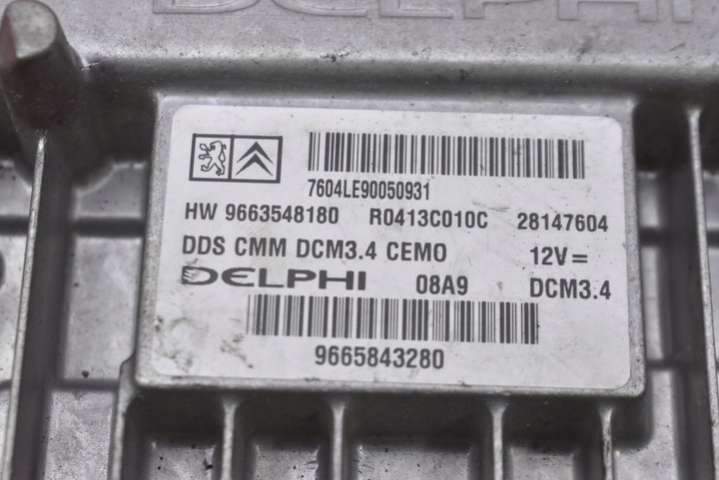 DELPHI
7604LE90050931
HW 9663548180 R0413C010C 28147604
DDS CMM DCM3.4 CEMO 12V=
DELPHI 08A9 DCM3.4
9665843280